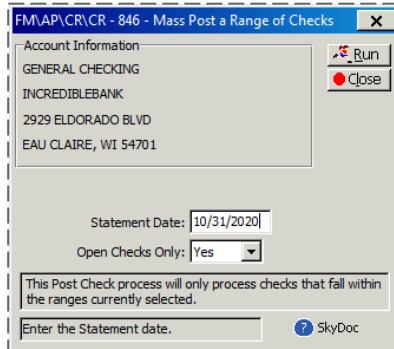 FM\AP\CR\CR - 846 - Mass Post a Range of Checks
Account Information
GENERAL CHECKING
INCREDIBLEBANK
2929 ELDORADO BLVD
EAU CLAIRE, WI 54701
Run
Close
Statement Date: 10/31/2020
Open Checks Only: Yes
This Post Check process will only process checks that fall within
the ranges currently selected.
Enter the Statement date.
? SkyDoc